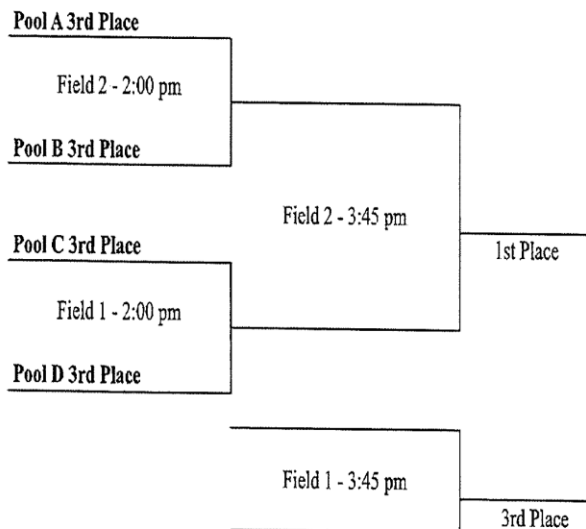 Pool A 3rd Place
Field 2 - 2:00 pm
Pool B 3rd Place
Field 2 - 3:45 pm
Pool C 3rd Place
1st Place
Field 1 - 2:00 pm
Pool D 3rd Place
Field 1 - 3:45 pm
3rd Place